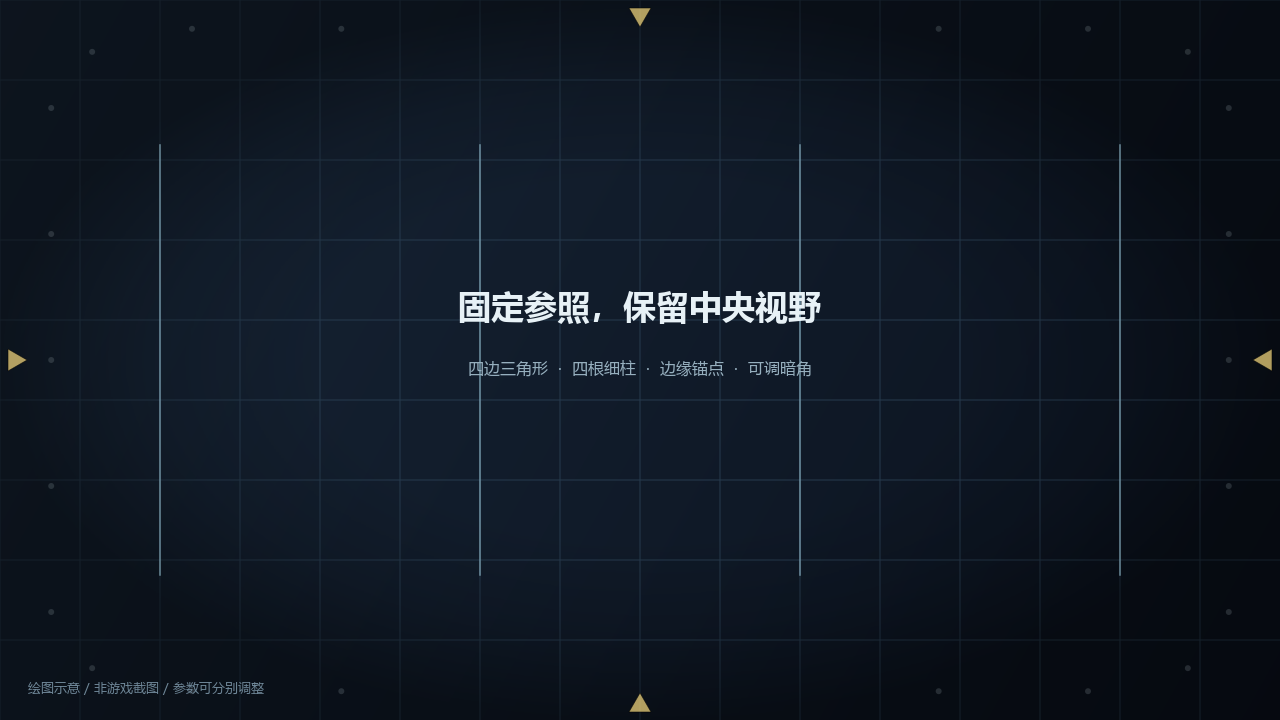 固定参照，保留中央视野
四边三角形 · 四根细柱 · 边缘锚点 · 可调暗角
绘图示意 / 非游戏截图 / 参数可分别调整